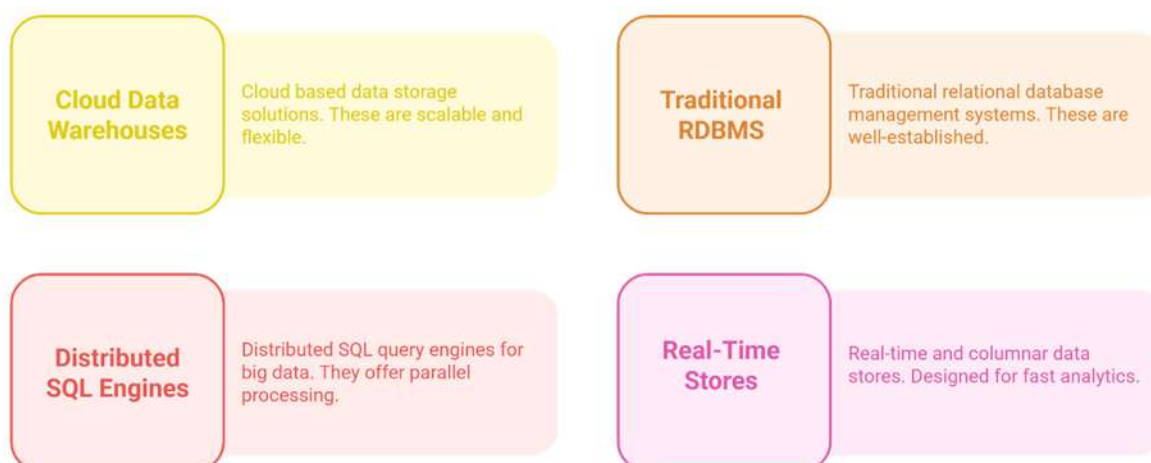 Cloud Data
Warehouses
Cloud based data storage
solutions. These are scalable and
flexible.
Traditional
RDBMS
Traditional relational database
management systems. These are
well-established.
Distributed
SQL Engines
Distributed SQL query engines for
big data. They offer parallel
processing.
Real-Time
Stores
Real-time and columnar data
stores. Designed for fast analytics.